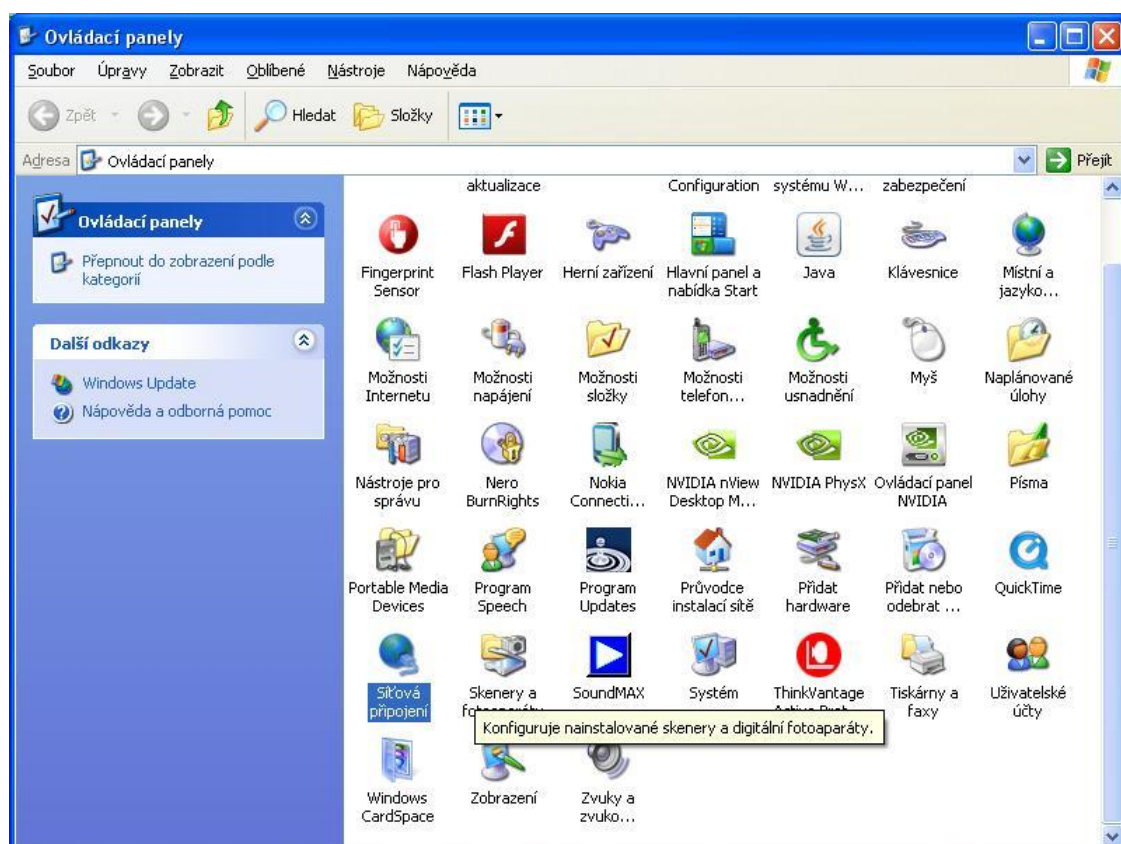 Ovládací panely
Soubor Úpravy Zobrazit Oblíbené Nástroje Nápověda
Zpět Hledat Složky
Adresa Ovládací panely Přejít
Ovládací panely
Přepnout do zobrazení podle
kategorií
Další odkazy
Windows Update
Nápověda a odborná pomoc
aktualizace Configuration systému W... zabezpečení
Fingerprint Flash Player Herní zařízení Hlavní panel a Java Klávesnice Místní a
Sensor nabídka Start jazyko...
Možnosti Možnosti Možnosti Možnosti Možnosti Myš Naplánované
Internetu napájení složky telefon... usnadnění úlohy
Nástroje pro Nero Nokia NVIDIA nView NVIDIA PhysX Ovládací panel Písma
správu BurnRights Connecti... Desktop M... NVIDIA
Portable Media Program Program Průvodce Přidat Přidat nebo QuickTime
Devices Speech Updates instalací sítě hardware odebrat ...
Síťová Skenery a SoundMAX Systém ThinkVantage Tiskárny a Uživatelské
připojení faxy účty
Konfiguruje nainstalované skenery a digitální fotoaparáty.
Windows Zobrazení Zvuky a
CardSpace zvuko...